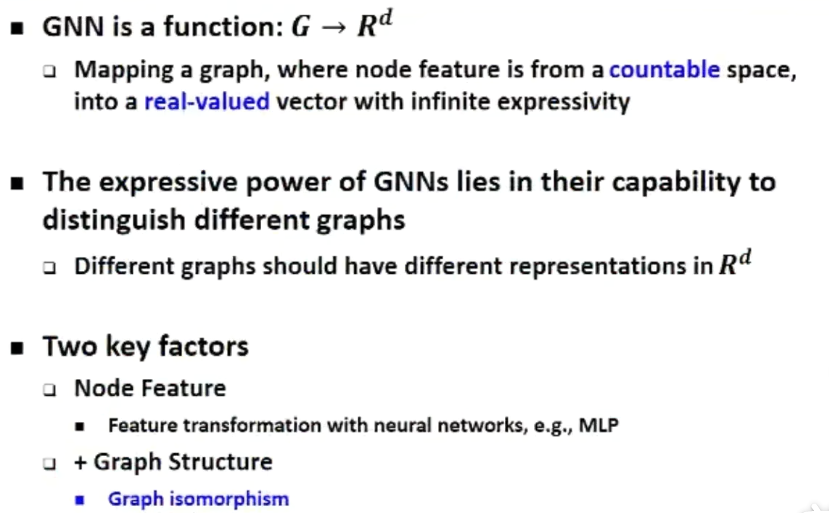 ■ GNN is a function: G → R^d
❑ Mapping a graph, where node feature is from a countable space,
into a real-valued vector with infinite expressivity
■ The expressive power of GNNs lies in their capability to
distinguish different graphs
❑ Different graphs should have different representations in R^d
■ Two key factors
❑ Node Feature
■ Feature transformation with neural networks, e.g., MLP
❑ + Graph Structure
■ Graph isomorphism